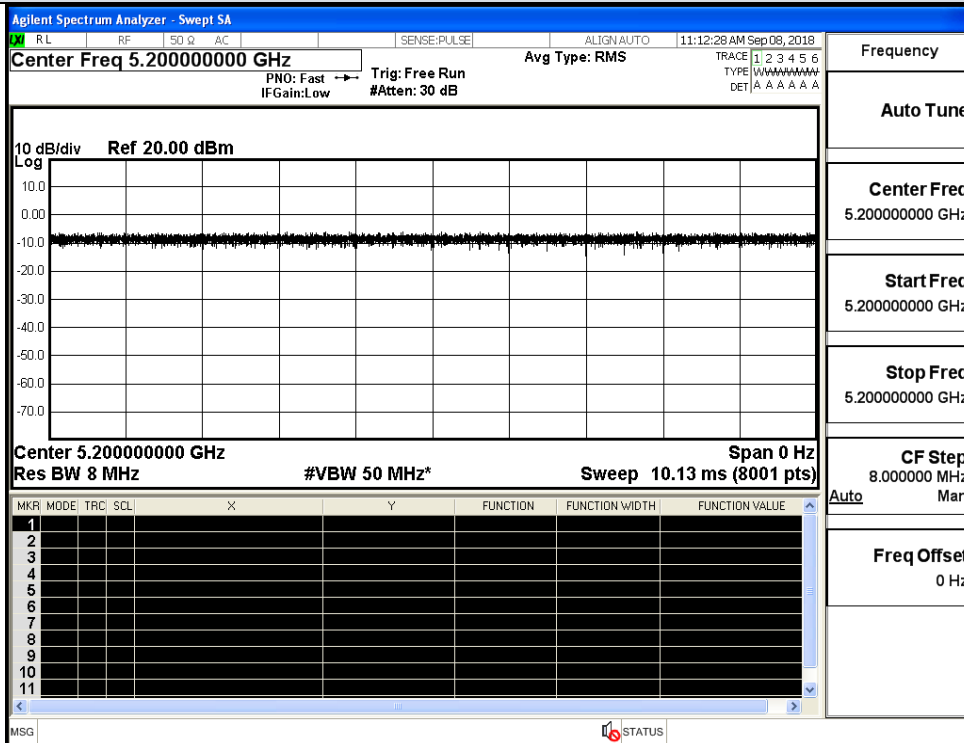 Agilent Spectrum Analyzer - Swept SA
LXI RL RF 50 Ω AC SENSE:PULSE ALIGN AUTO 11:12:28 AM Sep 08, 2018
Center Freq 5.200000000 GHz
PNO: Fast
IFGain:Low
Trig: Free Run
#Atten: 30 dB
Avg Type: RMS
TRACE 1 2 3 4 5 6
TYPE WWWWWW
DET A A A A A A
10 dB/div Ref 20.00 dBm
Log
10.0
0.00
-10.0
-20.0
-30.0
-40.0
-50.0
-60.0
-70.0
Center 5.200000000 GHz Span 0 Hz
Res BW 8 MHz #VBW 50 MHz* Sweep 10.13 ms (8001 pts)
MKR MODE TRC SCL X Y FUNCTION FUNCTION WIDTH FUNCTION VALUE
1
2
3
4
5
6
7
8
9
10
11
MSG STATUS
Frequency
Auto Tune
Center Freq
5.200000000 GHz
Start Freq
5.200000000 GHz
Stop Freq
5.200000000 GHz
CF Step
8.000000 MHz
Auto Man
Freq Offset
0 Hz